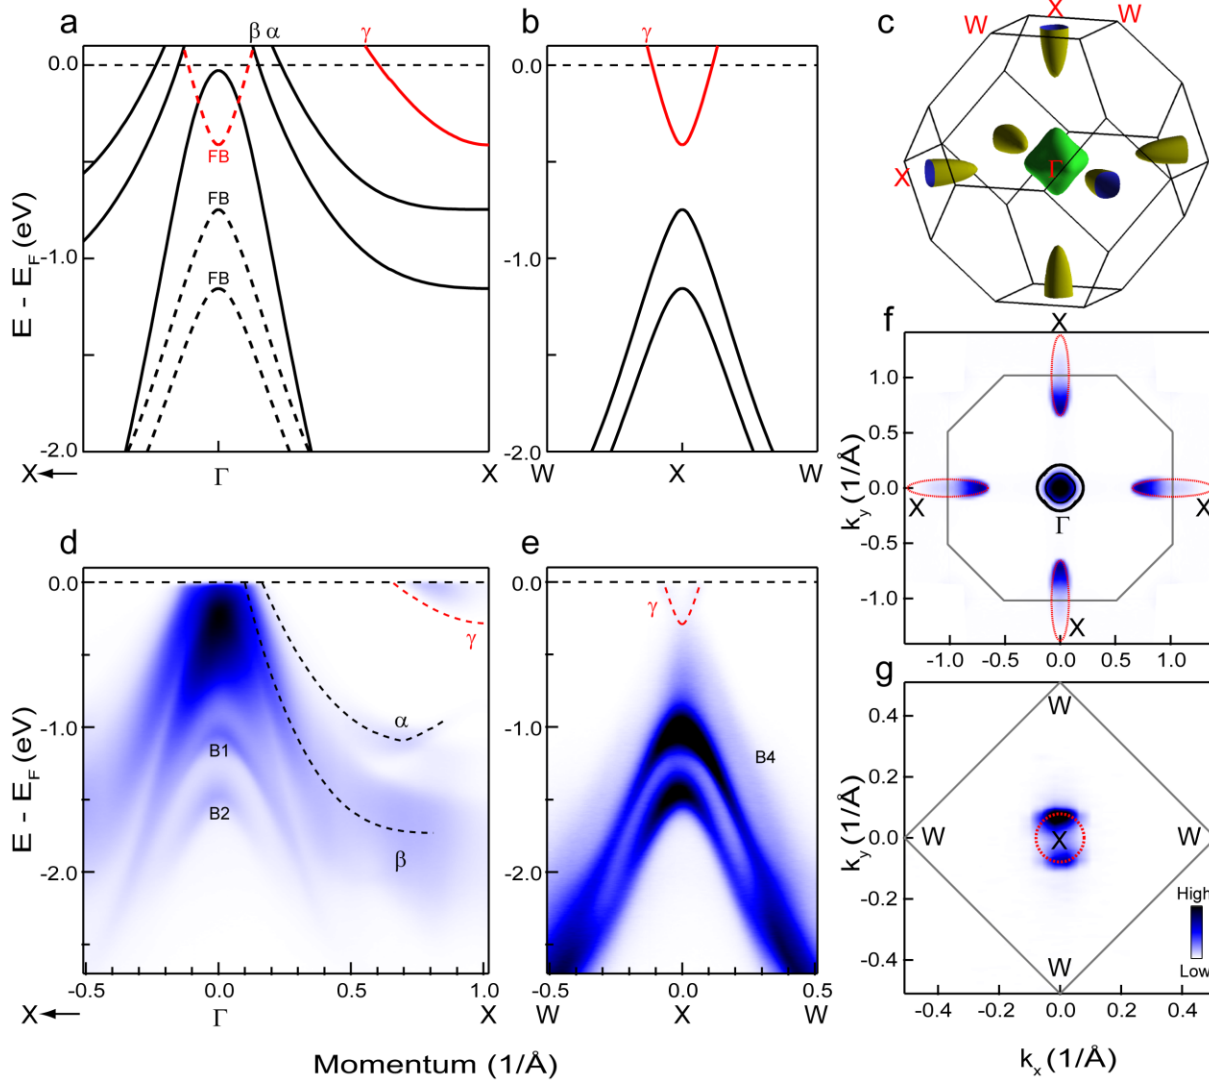 a
β α
γ
0.0
FB
FB
FB
-1.0
-2.0
E - E_F (eV)
X
Γ
X
b
γ
0.0
-1.0
-2.0
W
X
W
c
X
W
W
X
Γ
d
0.0
γ
α
-1.0
B1
B2
β
-2.0
E - E_F (eV)
-0.5
0.0
0.5
1.0
X
Γ
X
e
0.0
γ
-1.0
B4
-2.0
-0.5
0.0
0.5
W
X
W
Momentum (1/Å)
f
X
1.0
0.5
0.0
X
X
Γ
-0.5
-1.0
X
k_y (1/Å)
-1.0
-0.5
0.0
0.5
1.0
g
0.4
W
0.2
0.0
W
X
W
-0.2
High
-0.4
W
Low
k_y (1/Å)
-0.4
-0.2
0.0
0.2
0.4
k_x (1/Å)